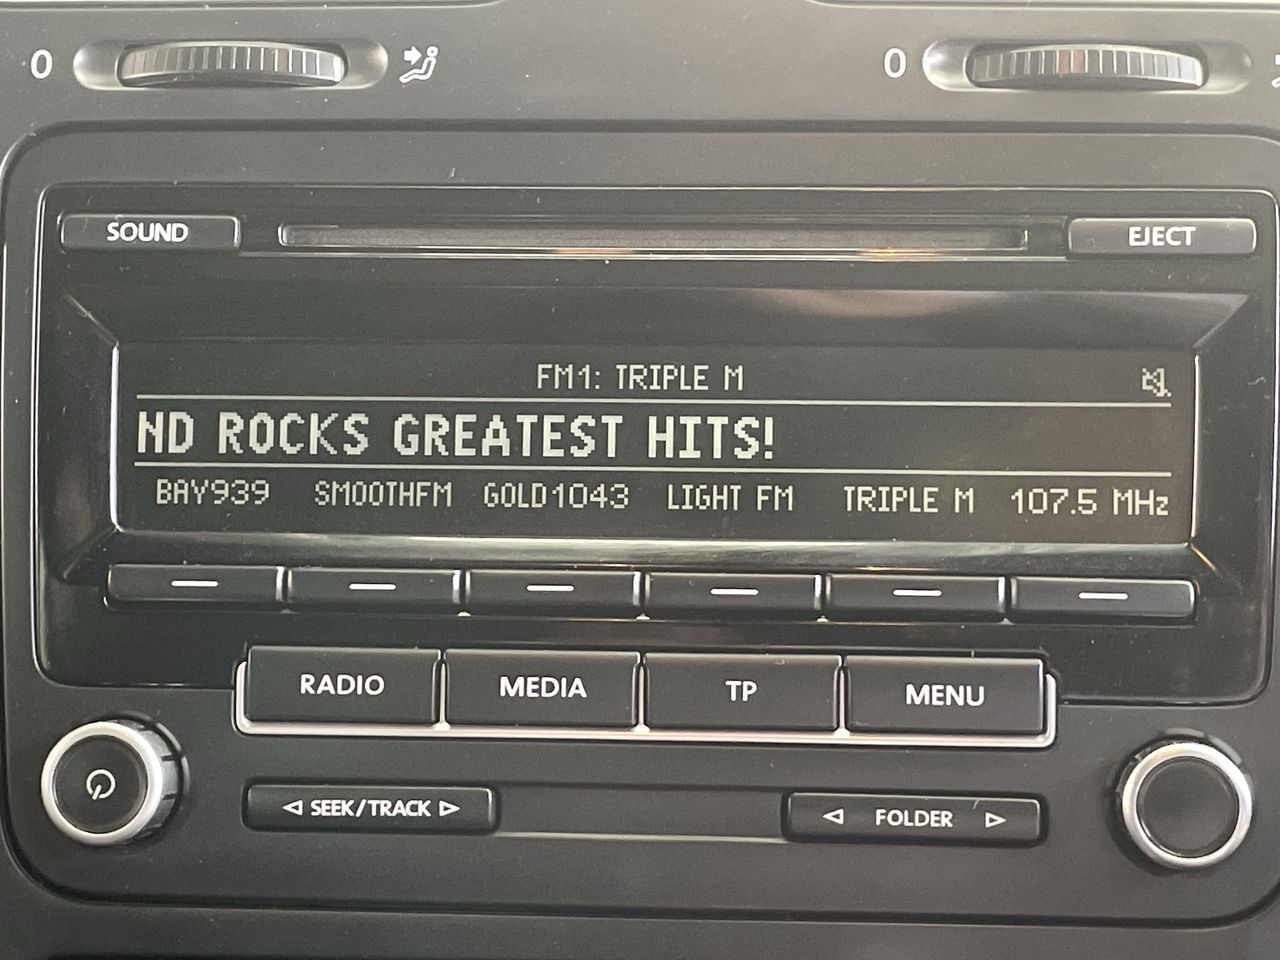 0 0
SOUND EJECT
FM1: TRIPLE M
ND ROCKS GREATEST HITS!
BAY939 SMOOTHFM GOLD1043 LIGHT FM TRIPLE M 107.5 MHz
RADIO MEDIA TP MENU
SEEK/TRACK FOLDER